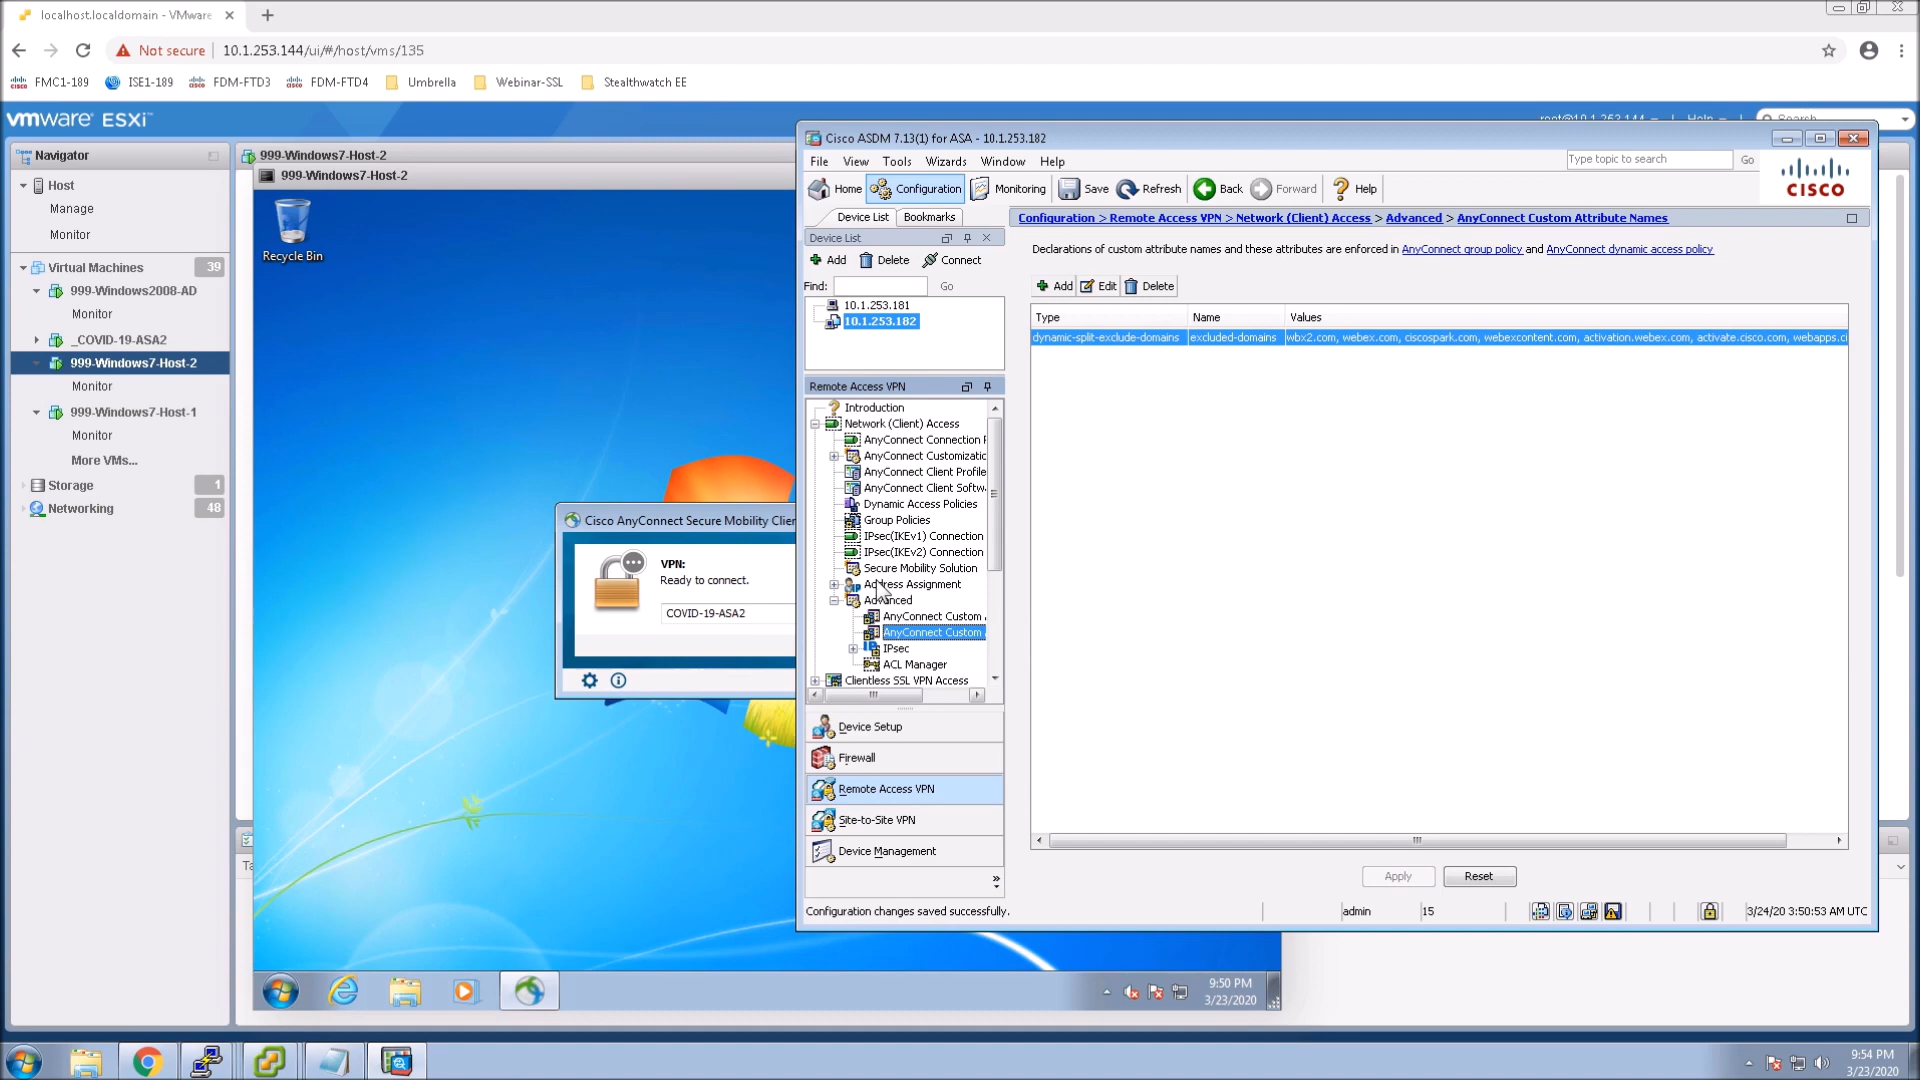 localhost.localdomain - VMware
Not secure
10.1.253.144/ui/#/host/vms/135
FMC1-189
ISE1-189
FDM-FTD3
FDM-FTD4
Umbrella
Webinar-SSL
Stealthwatch EE
vmware ESXi
root@10.1.253.144
Help
Search
Navigator
Host
Manage
Monitor
Virtual Machines 39
999-Windows2008-AD
Monitor
_COVID-19-ASA2
999-Windows7-Host-2
Monitor
999-Windows7-Host-1
Monitor
More VMs...
Storage 1
Networking 48
999-Windows7-Host-2
999-Windows7-Host-2
Recycle Bin
Cisco AnyConnect Secure Mobility Clien
VPN:
Ready to connect.
COVID-19-ASA2
9:50 PM
3/23/2020
Cisco ASDM 7.13(1) for ASA - 10.1.253.182
File View Tools Wizards Window Help
Type topic to search Go
Home Configuration Monitoring Save Refresh Back Forward Help
CISCO
Device List Bookmarks
Device List
Add Delete Connect
Find: Go
10.1.253.181
10.1.253.182
Remote Access VPN
Introduction
Network (Client) Access
AnyConnect Connection P
AnyConnect Customizatio
AnyConnect Client Profile
AnyConnect Client Softw
Dynamic Access Policies
Group Policies
IPsec(IKEv1) Connection
IPsec(IKEv2) Connection
Secure Mobility Solution
Address Assignment
Advanced
AnyConnect Custom
AnyConnect Custom
IPsec
ACL Manager
Clientless SSL VPN Access
Device Setup
Firewall
Remote Access VPN
Site-to-Site VPN
Device Management
Configuration > Remote Access VPN > Network (Client) Access > Advanced > AnyConnect Custom Attribute Names
Declarations of custom attribute names and these attributes are enforced in AnyConnect group policy and AnyConnect dynamic access policy
Add Edit Delete
Type Name Values
dynamic-split-exclude-domains excluded-domains wbx2.com, webex.com, ciscospark.com, webexcontent.com, activation.webex.com, activate.cisco.com, webapps.ci
Apply Reset
Configuration changes saved successfully.
admin 15 3/24/20 3:50:53 AM UTC
9:54 PM
3/23/2020